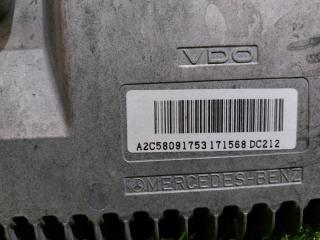 VDO
A2C58091753 171568 DC212
MERCEDES-BENZ